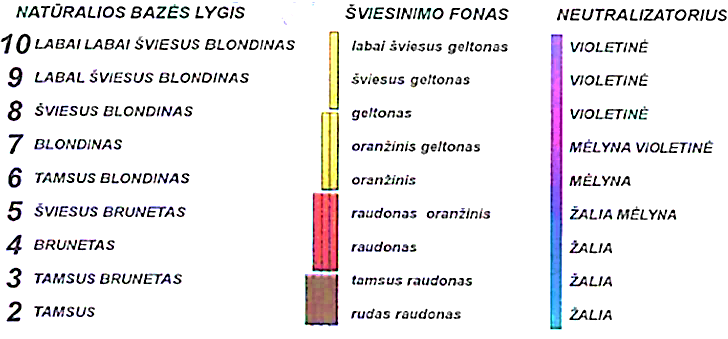 NATŪRALIOS BAZĖS LYGIS ŠVIESINIMO FONAS NEUTRALIZATORIUS
10 LABAI LABAI ŠVIESUS BLONDINAS labai šviesus geltonas VIOLETINĖ
9 LABAL ŠVIESUS BLONDINAS šviesus geltonas VIOLETINĖ
8 ŠVIESUS BLONDINAS geltonas VIOLETINĖ
7 BLONDINAS oranžinis geltonas MĖLYNA VIOLETINĖ
6 TAMSUS BLONDINAS oranžinis MĖLYNA
5 ŠVIESUS BRUNETAS raudonas oranžinis ŽALIA MĖLYNA
4 BRUNETAS raudonas ŽALIA
3 TAMSUS BRUNETAS tamsus raudonas ŽALIA
2 TAMSUS rudas raudonas ŽALIA